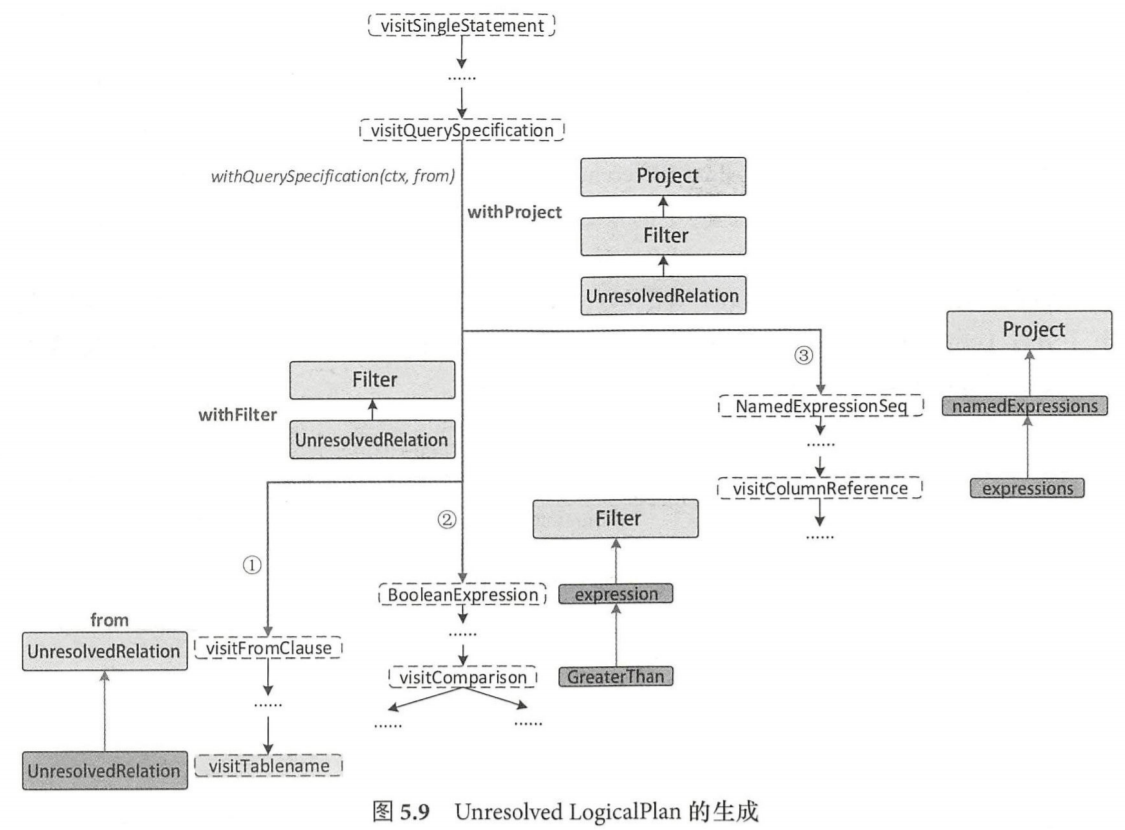 visitSingleStatement
......
visitQuerySpecification
withQuerySpecification(ctx, from)
withProject
Project
Filter
UnresolvedRelation
withFilter
Filter
UnresolvedRelation
③
NamedExpressionSeq
......
visitColumnReference
......
Project
namedExpressions
expressions
①
from
UnresolvedRelation
UnresolvedRelation
visitFromClause
......
visitTablename
②
BooleanExpression
......
visitComparison
......
......
Filter
expression
GreaterThan
图 5.9 Unresolved LogicalPlan 的生成